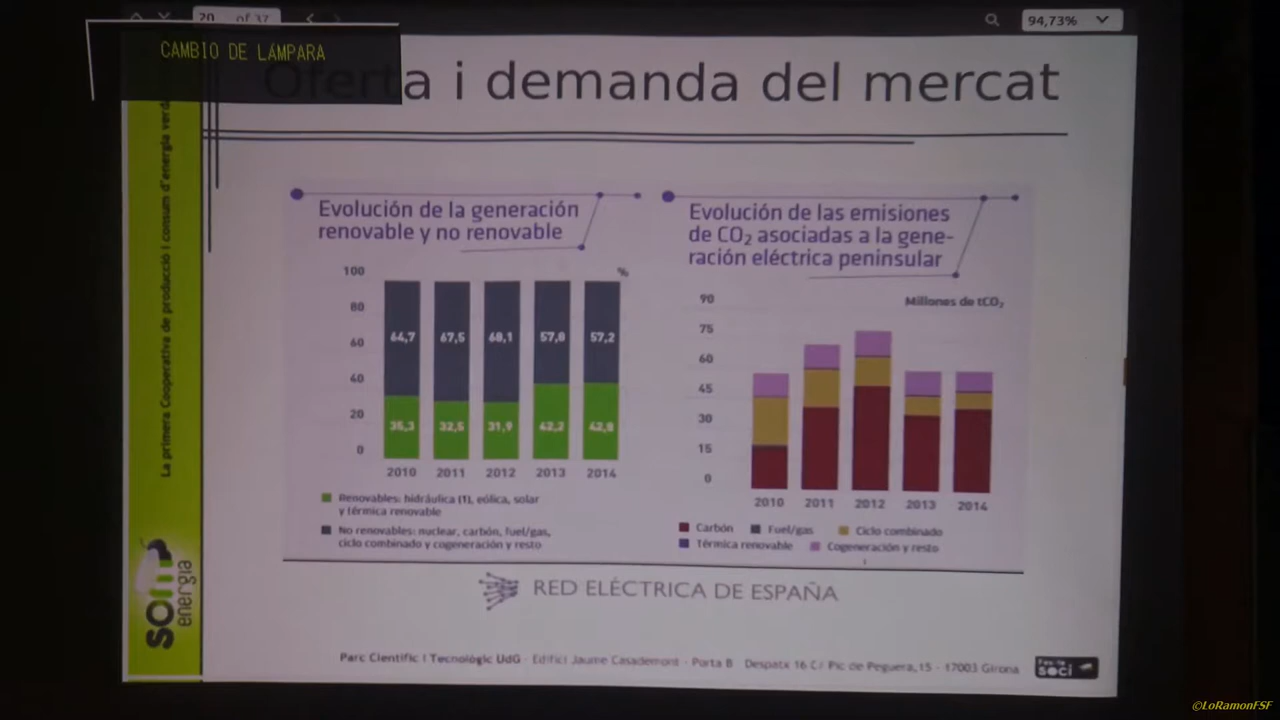 20 of 37
94,73%
CAMBIO DE LÁMPARA
Oferta i demanda del mercat
La primera Cooperativa de producció i consum d'energia verda
som
energia
Evolución de la generación
renovable y no renovable
100
%
80
60
40
20
0
64,7
67,5
68,1
57,8
57,2
35,3
32,5
31,9
42,2
42,8
2010
2011
2012
2013
2014
Renovables: hidráulica (1), eólica, solar
y térmica renovable
No renovables: nuclear, carbón, fuel/gas,
ciclo combinado y cogeneración y resto
Evolución de las emisiones
de CO₂ asociadas a la gene-
ración eléctrica peninsular
Millones de tCO₂
90
75
60
45
30
15
0
2010
2011
2012
2013
2014
Carbón
Fuel/gas
Ciclo combinado
Térmica renovable
Cogeneración y resto
RED ELÉCTRICA DE ESPAÑA
Parc Científic i Tecnològic UdG - Edifici Jaume Casademont - Porta B Despatx 16 C/ Pic de Peguera, 15 - 17003 Girona
soci
©LoRamonFSF